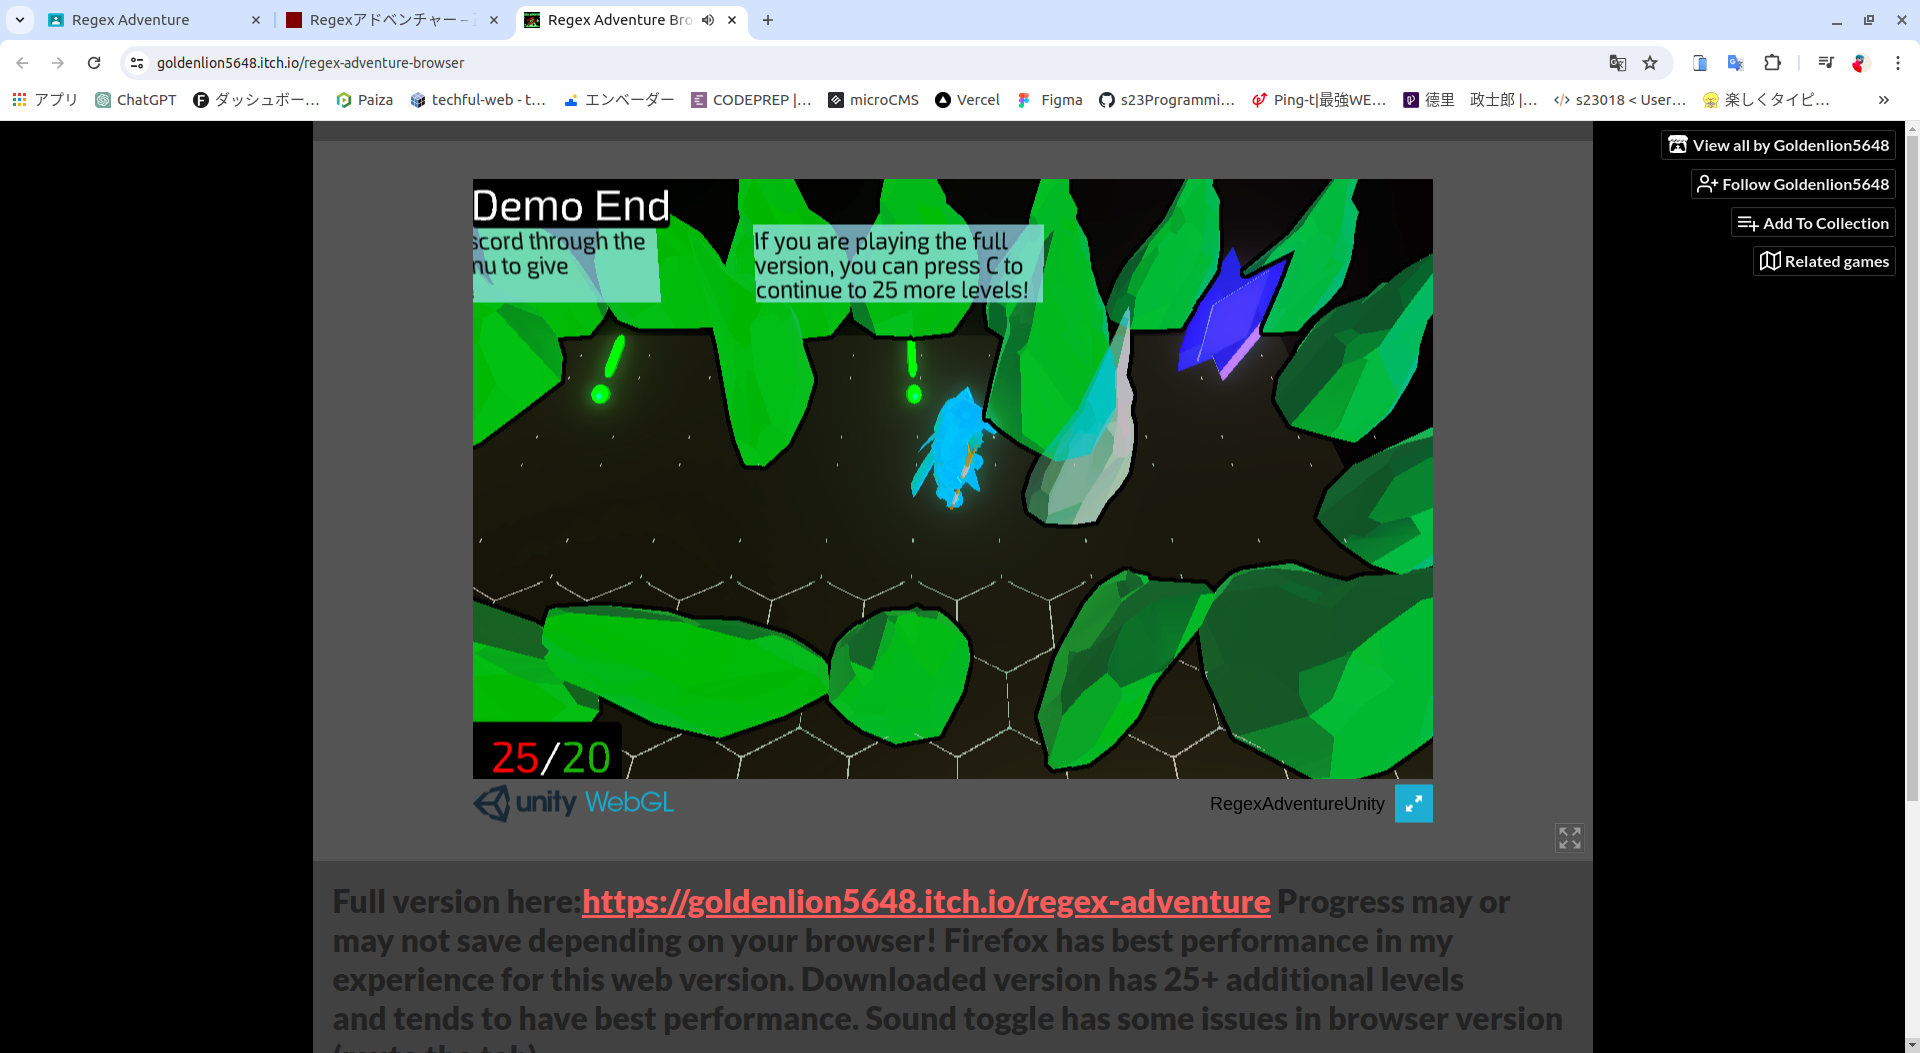 Regex Adventure
Regexアドベンチャー –
Regex Adventure Bro
goldenlion5648.itch.io/regex-adventure-browser
アプリ
ChatGPT
ダッシュボー...
Paiza
techful-web - t...
エンベーダー
CODEPREP |...
microCMS
Vercel
Figma
s23Programmi...
Ping-t|最強WE...
德里 政士郎 |...
s23018 < User...
楽しくタイピ...
View all by Goldenlion5648
Follow Goldenlion5648
Add To Collection
Related games
Demo End
scord through the
nu to give
If you are playing the full
version, you can press C to
continue to 25 more levels!
25/20
unity WebGL
RegexAdventureUnity
Full version here:https://goldenlion5648.itch.io/regex-adventure Progress may or
may not save depending on your browser! Firefox has best performance in my
experience for this web version. Downloaded version has 25+ additional levels
and tends to have best performance. Sound toggle has some issues in browser version
(mute the tab)